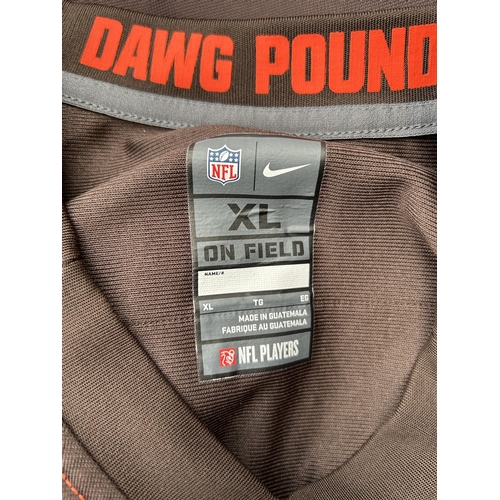 DAWG POUND
NFL
XL
ON FIELD
NAME/#
XL TG EG
MADE IN GUATEMALA
FABRIQUE AU GUATEMALA
NFL PLAYERS